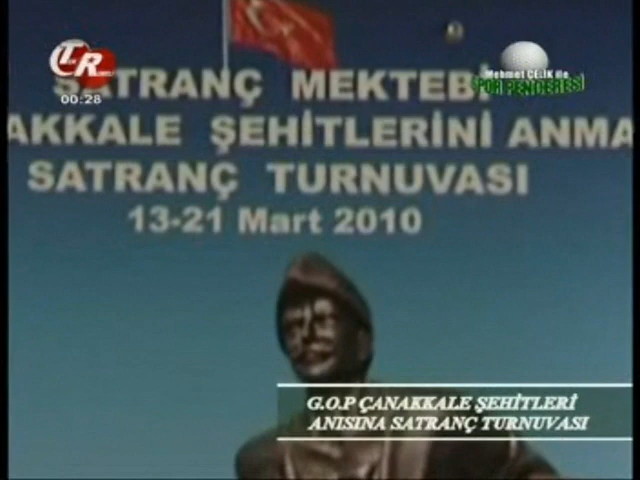 TR
00:28
Mehmet ÇELİK ile
SPOR PENCERESİ
SATRANÇ MEKTEBİ
AKKALE ŞEHİTLERİNİ ANMA
SATRANÇ TURNUVASI
13-21 Mart 2010
G.O.P ÇANAKKALE ŞEHİTLERİ
ANISINA SATRANÇ TURNUVASI